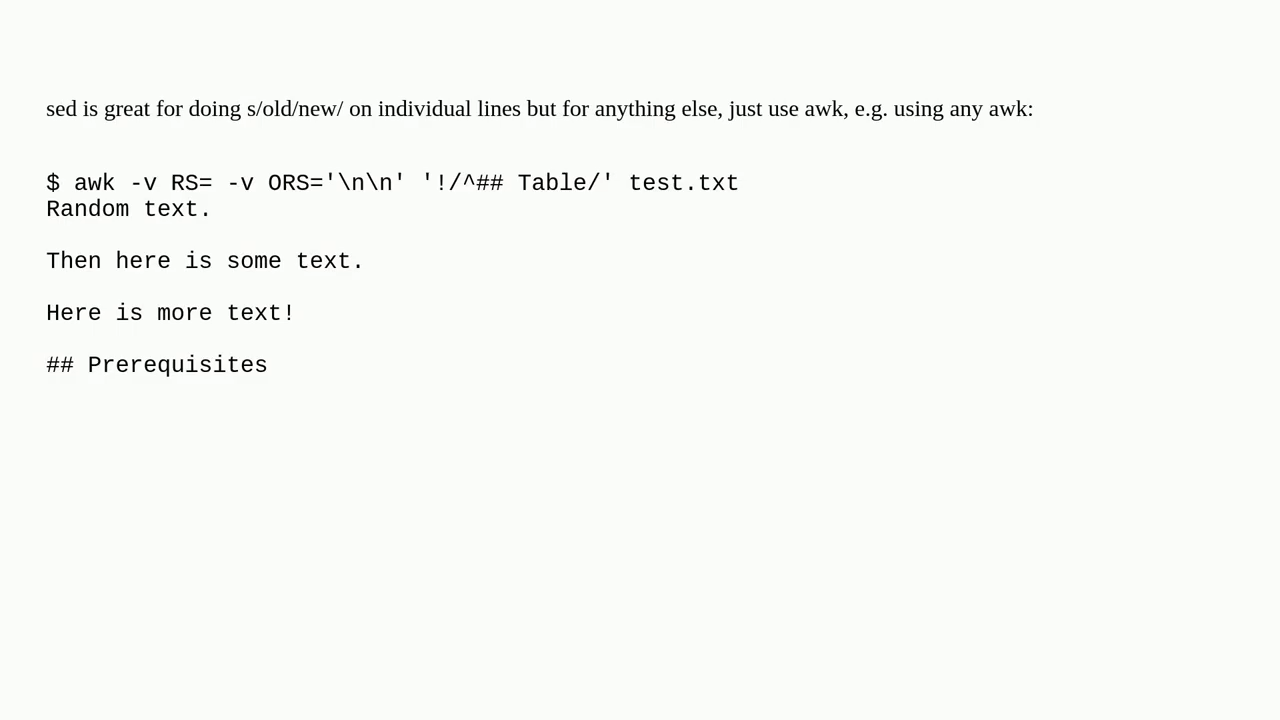 sed is great for doing s/old/new/ on individual lines but for anything else, just use awk, e.g. using any awk:
$ awk -v RS= -v ORS='\n\n' '!/^## Table/' test.txt
Random text.
Then here is some text.
Here is more text!
## Prerequisites